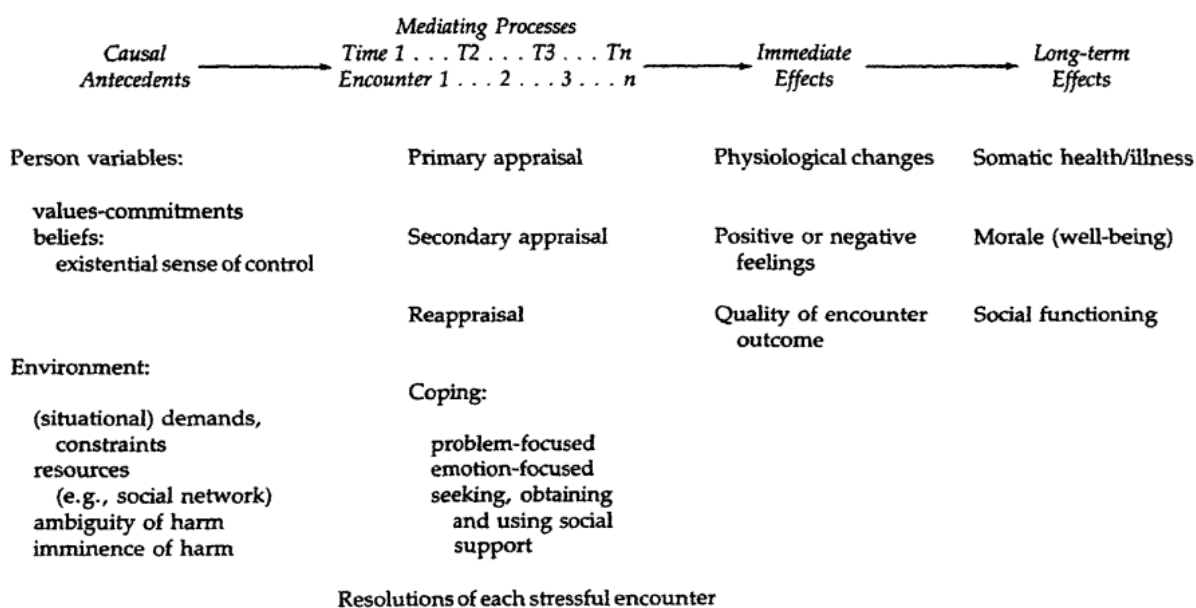 Causal
Antecedents
Mediating Processes
Time 1 . . . T2 . . . T3 . . . Tn
Encounter 1 . . . 2 . . . 3 . . . n
Immediate
Effects
Long-term
Effects
Person variables:
values-commitments
beliefs:
existential sense of control
Environment:
(situational) demands,
constraints
resources
(e.g., social network)
ambiguity of harm
imminence of harm
Primary appraisal
Secondary appraisal
Reappraisal
Coping:
problem-focused
emotion-focused
seeking, obtaining
and using social
support
Resolutions of each stressful encounter
Physiological changes
Positive or negative
feelings
Quality of encounter
outcome
Somatic health/illness
Morale (well-being)
Social functioning